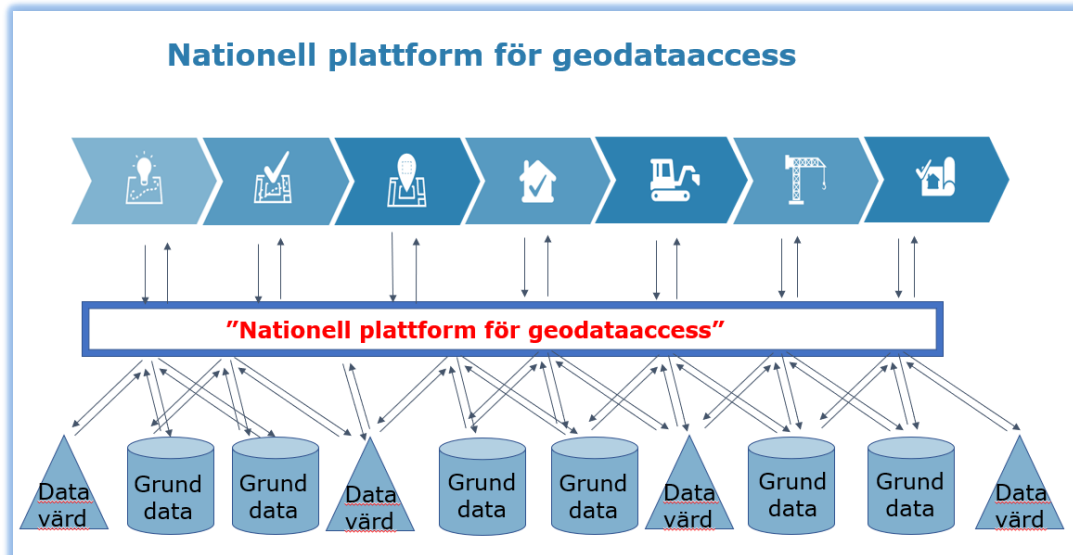 Nationell plattform för geodataaccess
”Nationell plattform för geodataaccess”
Data
värd
Grund
data
Grund
data
Data
värd
Grund
data
Grund
data
Data
värd
Grund
data
Grund
data
Data
värd